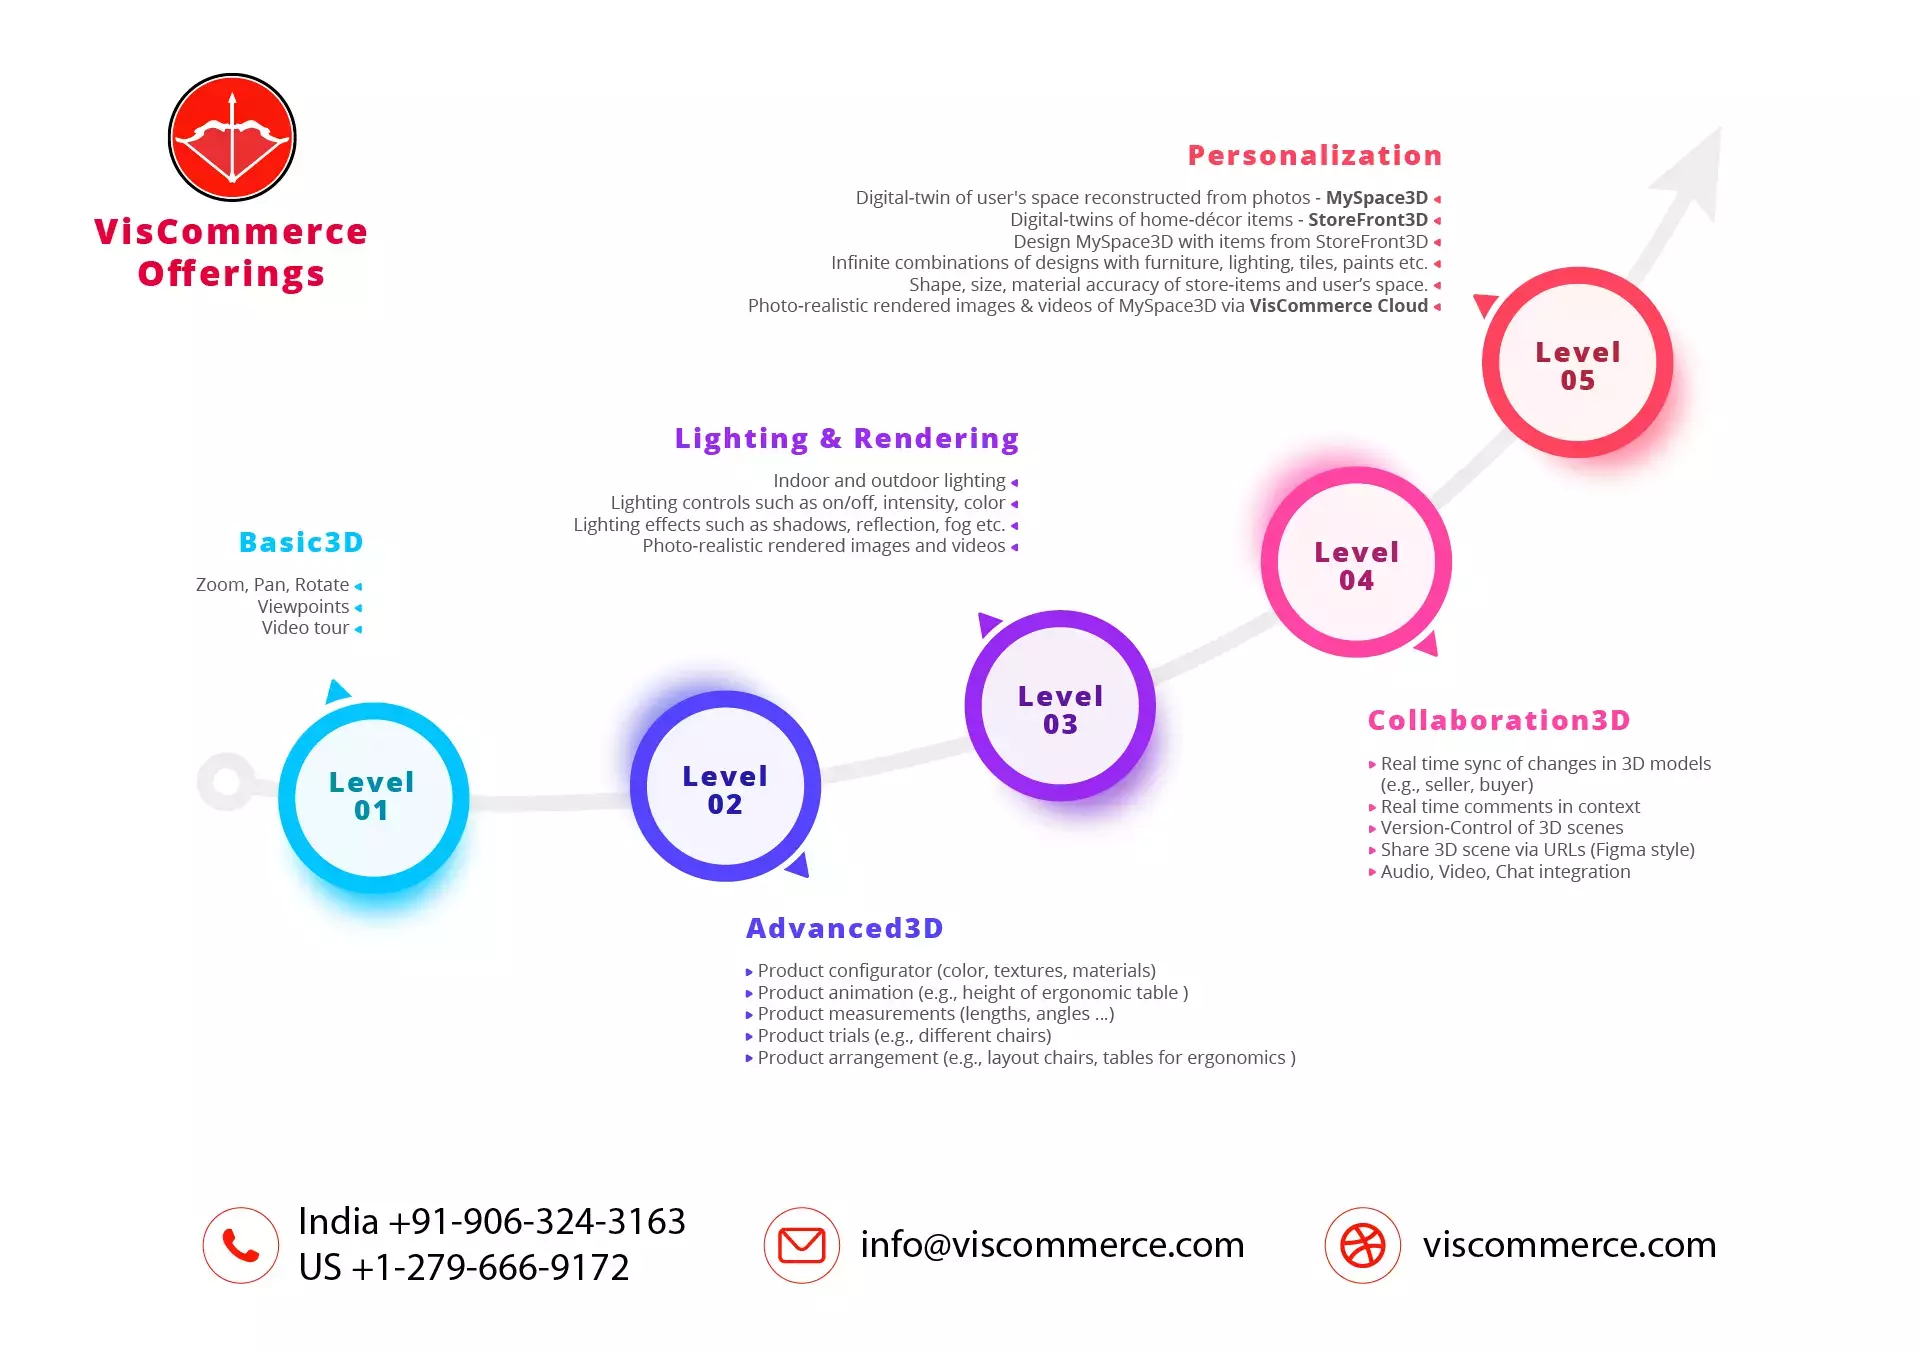 VisCommerce
Offerings
Personalization
Digital-twin of user's space reconstructed from photos - MySpace3D
Digital-twins of home-décor items - StoreFront3D
Design MySpace3D with items from StoreFront3D
Infinite combinations of designs with furniture, lighting, tiles, paints etc.
Shape, size, material accuracy of store-items and user’s space.
Photo-realistic rendered images & videos of MySpace3D via VisCommerce Cloud
Level
05
Lighting & Rendering
Indoor and outdoor lighting
Lighting controls such as on/off, intensity, color
Lighting effects such as shadows, reflection, fog etc.
Photo-realistic rendered images and videos
Level
04
Basic3D
Zoom, Pan, Rotate
Viewpoints
Video tour
Level
03
Level
01
Level
02
Collaboration3D
Real time sync of changes in 3D models
(e.g., seller, buyer)
Real time comments in context
Version-Control of 3D scenes
Share 3D scene via URLs (Figma style)
Audio, Video, Chat integration
Advanced3D
Product configurator (color, textures, materials)
Product animation (e.g., height of ergonomic table )
Product measurements (lengths, angles ...)
Product trials (e.g., different chairs)
Product arrangement (e.g., layout chairs, tables for ergonomics )
India +91-906-324-3163
US +1-279-666-9172
info@viscommerce.com
viscommerce.com